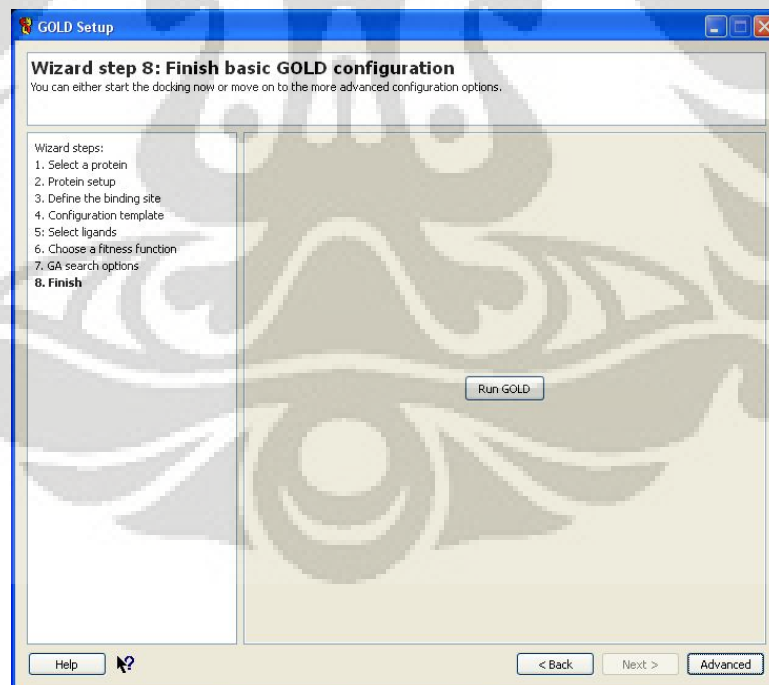 GOLD Setup
Wizard step 8: Finish basic GOLD configuration
You can either start the docking now or move on to the more advanced configuration options.
Wizard steps:
1. Select a protein
2. Protein setup
3. Define the binding site
4. Configuration template
5: Select ligands
6. Choose a fitness function
7. GA search options
8. Finish
Run GOLD
Help
?
< Back
Next >
Advanced